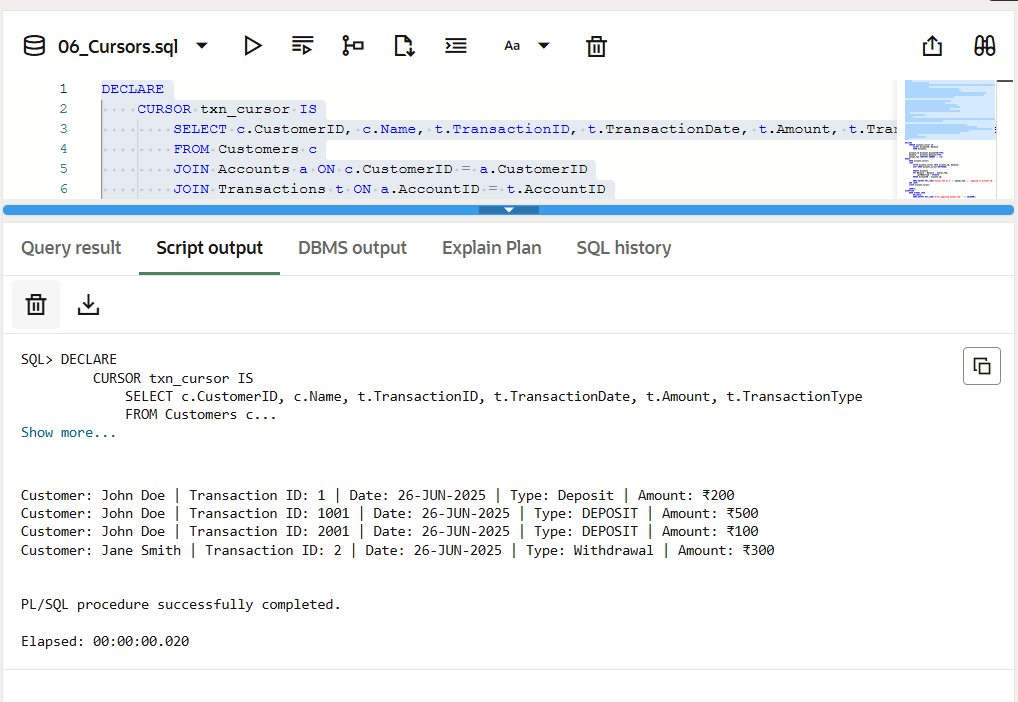 06_Cursors.sql
Aa
1 DECLARE
2 CURSOR txn_cursor IS
3 SELECT c.CustomerID, c.Name, t.TransactionID, t.TransactionDate, t.Amount, t.Tra
4 FROM Customers c
5 JOIN Accounts a ON c.CustomerID = a.CustomerID
6 JOIN Transactions t ON a.AccountID = t.AccountID
Query result Script output DBMS output Explain Plan SQL history
SQL> DECLARE
CURSOR txn_cursor IS
SELECT c.CustomerID, c.Name, t.TransactionID, t.TransactionDate, t.Amount, t.TransactionType
FROM Customers c...
Show more...
Customer: John Doe | Transaction ID: 1 | Date: 26-JUN-2025 | Type: Deposit | Amount: ₹200
Customer: John Doe | Transaction ID: 1001 | Date: 26-JUN-2025 | Type: DEPOSIT | Amount: ₹500
Customer: John Doe | Transaction ID: 2001 | Date: 26-JUN-2025 | Type: DEPOSIT | Amount: ₹100
Customer: Jane Smith | Transaction ID: 2 | Date: 26-JUN-2025 | Type: Withdrawal | Amount: ₹300
PL/SQL procedure successfully completed.
Elapsed: 00:00:00.020